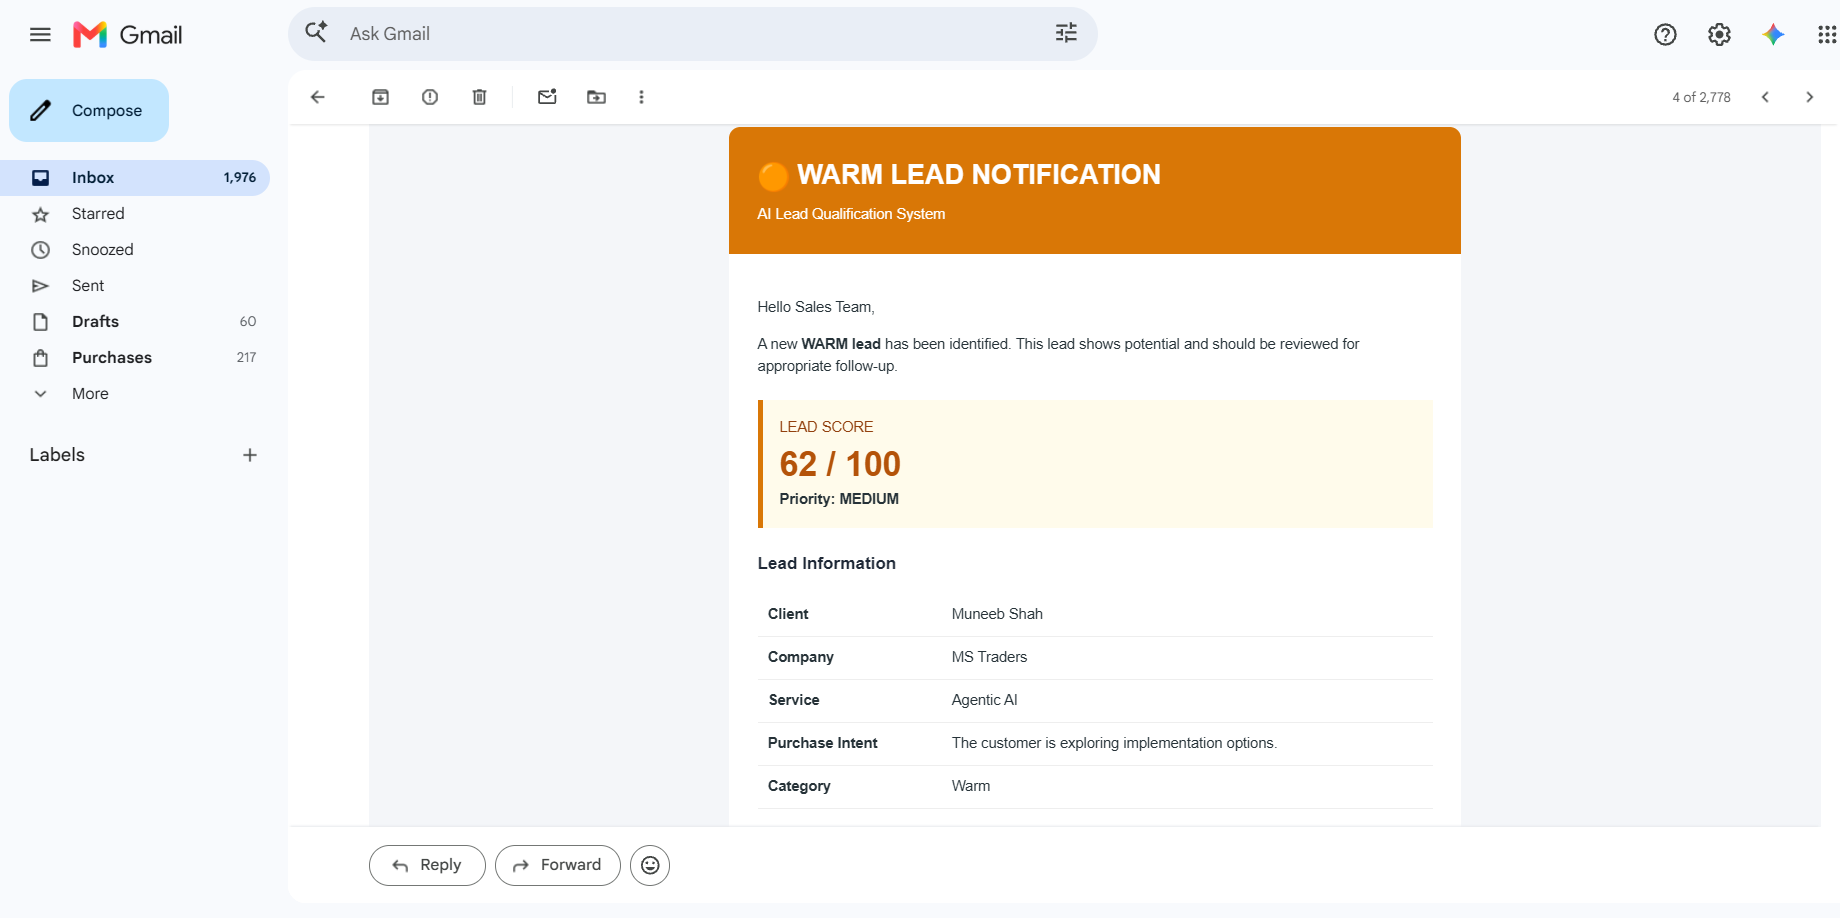 Gmail
Ask Gmail
Compose
4 of 2,778
Inbox 1,976
Starred
Snoozed
Sent
Drafts 60
Purchases 217
More
Labels
WARM LEAD NOTIFICATION
AI Lead Qualification System
Hello Sales Team,
A new WARM lead has been identified. This lead shows potential and should be reviewed for
appropriate follow-up.
LEAD SCORE
62 / 100
Priority: MEDIUM
Lead Information
Client Muneeb Shah
Company MS Traders
Service Agentic AI
Purchase Intent The customer is exploring implementation options.
Category Warm
Reply Forward